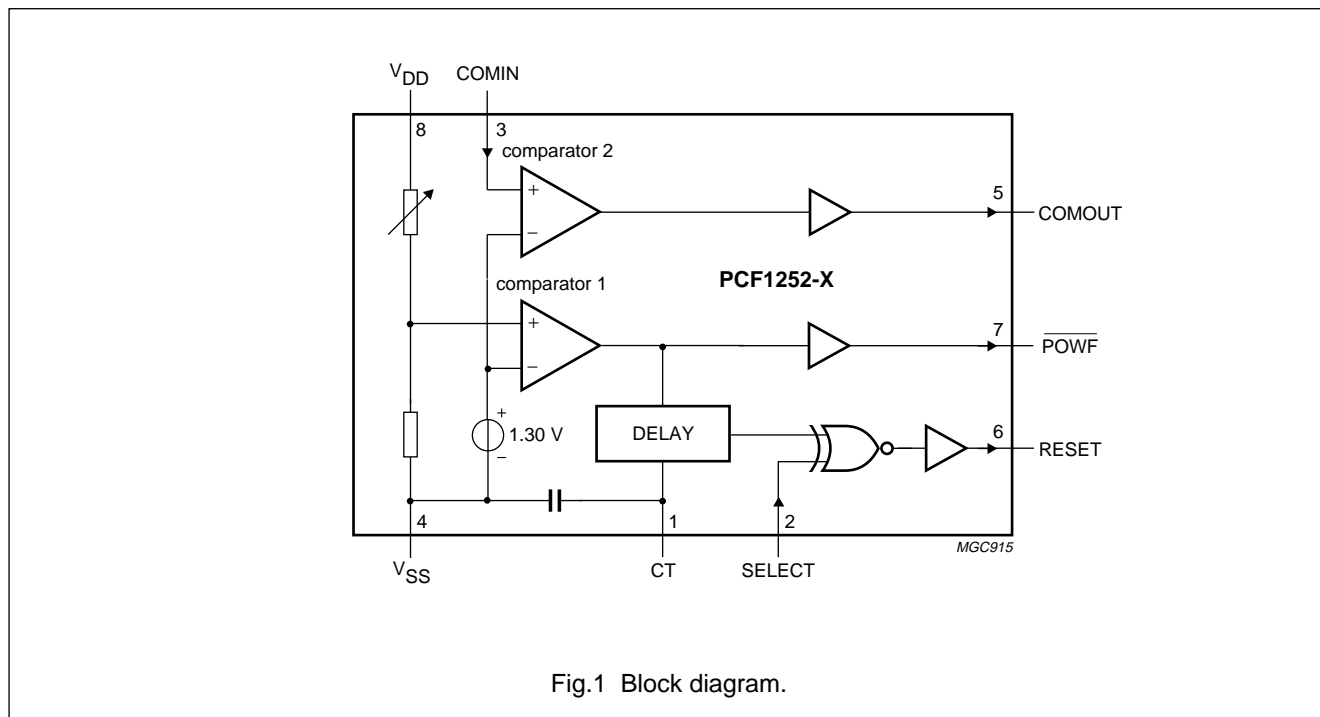 VDD COMIN
8 3
comparator 2
+
5
COMOUT
−
PCF1252-X
comparator 1
+
7
POWF
−
+
1.30 V
−
DELAY
6
RESET
4 1 2
MGC915
VSS CT SELECT
Fig.1 Block diagram.